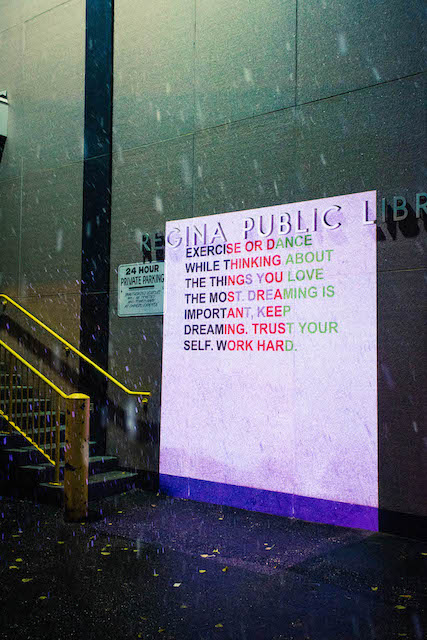 REGINA PUBLIC LIBR
EXERCISE OR DANCE
WHILE THINKING ABOUT
THE THINGS YOU LOVE
THE MOST. DREAMING IS
IMPORTANT, KEEP
DREAMING. TRUST YOUR
SELF. WORK HARD.
24 HOUR
PRIVATE PARKING